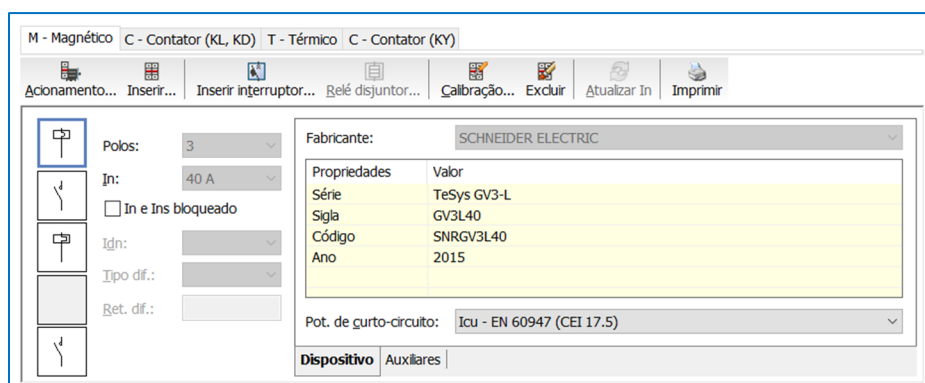 M - Magnético C - Contator (KL, KD) T - Térmico C - Contator (KY)
Acionamento... Inserir... Inserir interruptor... Relé disjuntor... Calibração... Excluir Atualizar In Imprimir
Polos: 3
In: 40 A
In e Ins bloqueado
Idn:
Tipo dif.:
Ret. dif.:
Fabricante: SCHNEIDER ELECTRIC
Propriedades Valor
Série TeSys GV3-L
Sigla GV3L40
Código SNRGV3L40
Ano 2015
Pot. de curto-circuito: Icu - EN 60947 (CEI 17.5)
Dispositivo Auxiliares